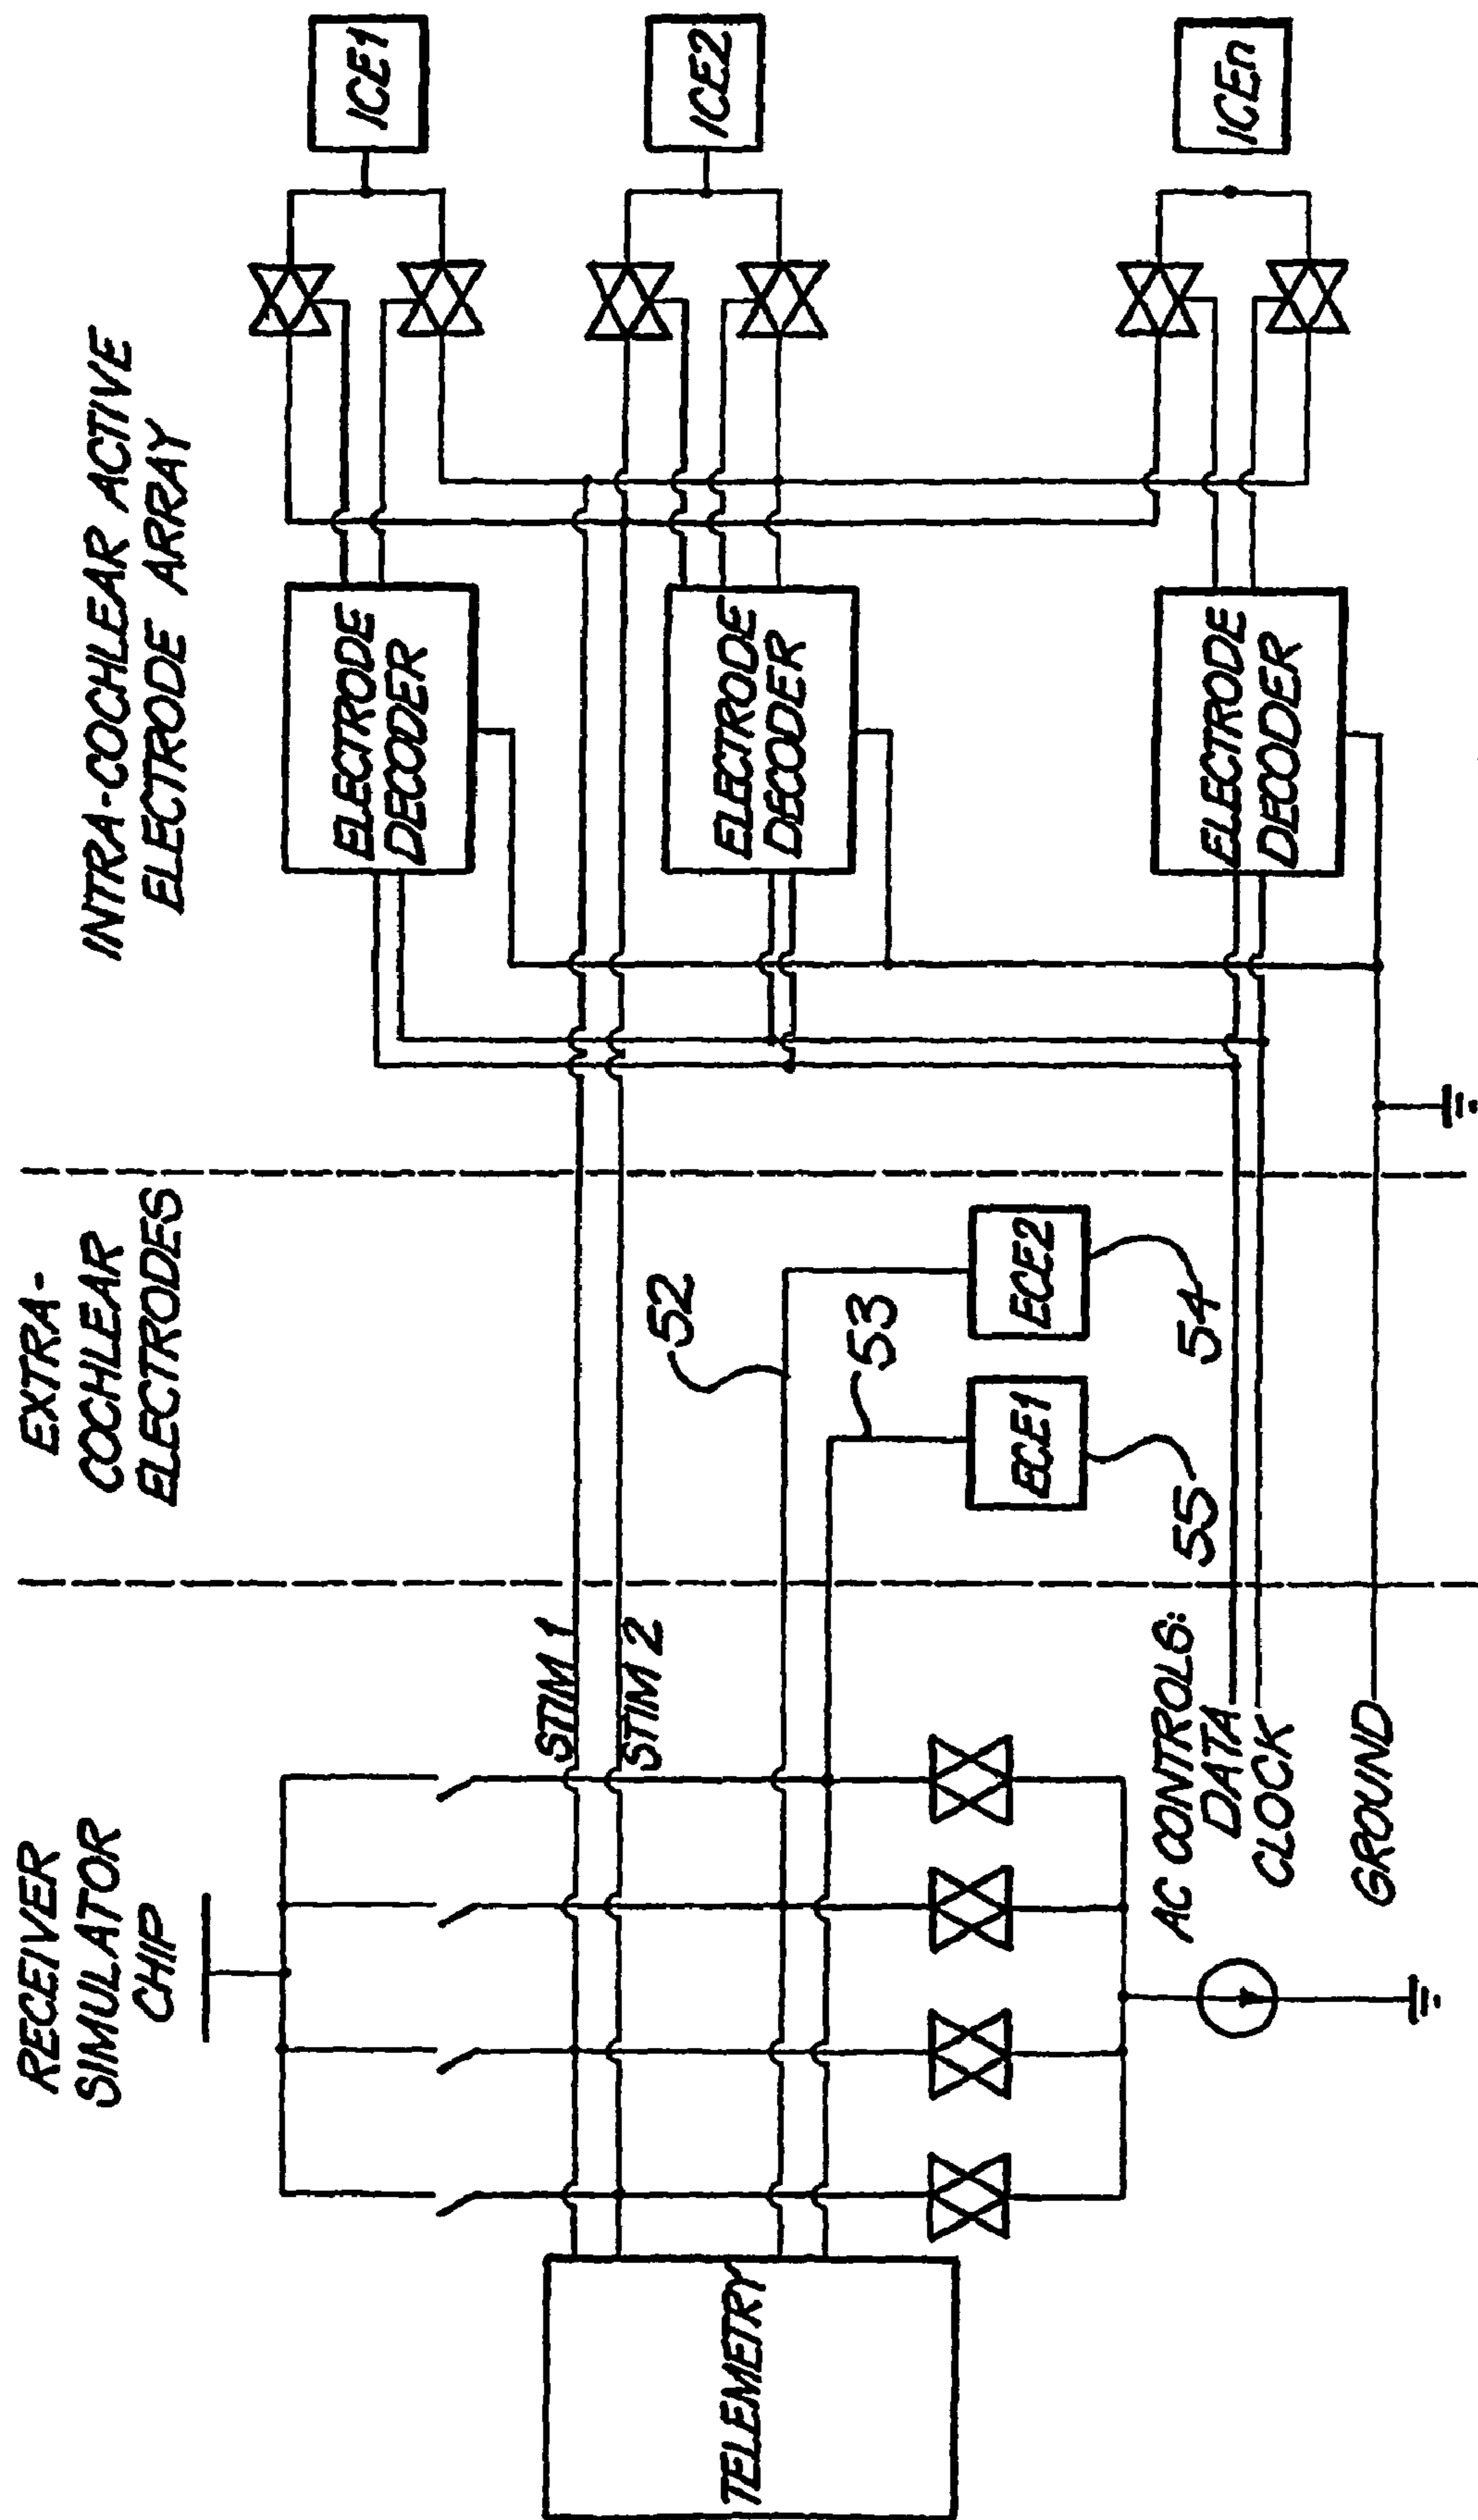 RECEIVER
SIMULATOR
CHIP
EXTRA-
COCHLEAR
ELECTRODES
INTRA-COCHLEAR ACTIVE
ELECTRODE ARRAY
TELEMETRY
STIM 1
STIM 2
52
53
ECE1
ECE2
55
54
AC CONTROLS:
DATA
CLOCK
GROUND
ELECTRODE
DECODER
ELECTRODE
DECODER
ELECTRODE
DECODER
ICE1
ICE2
ICEn